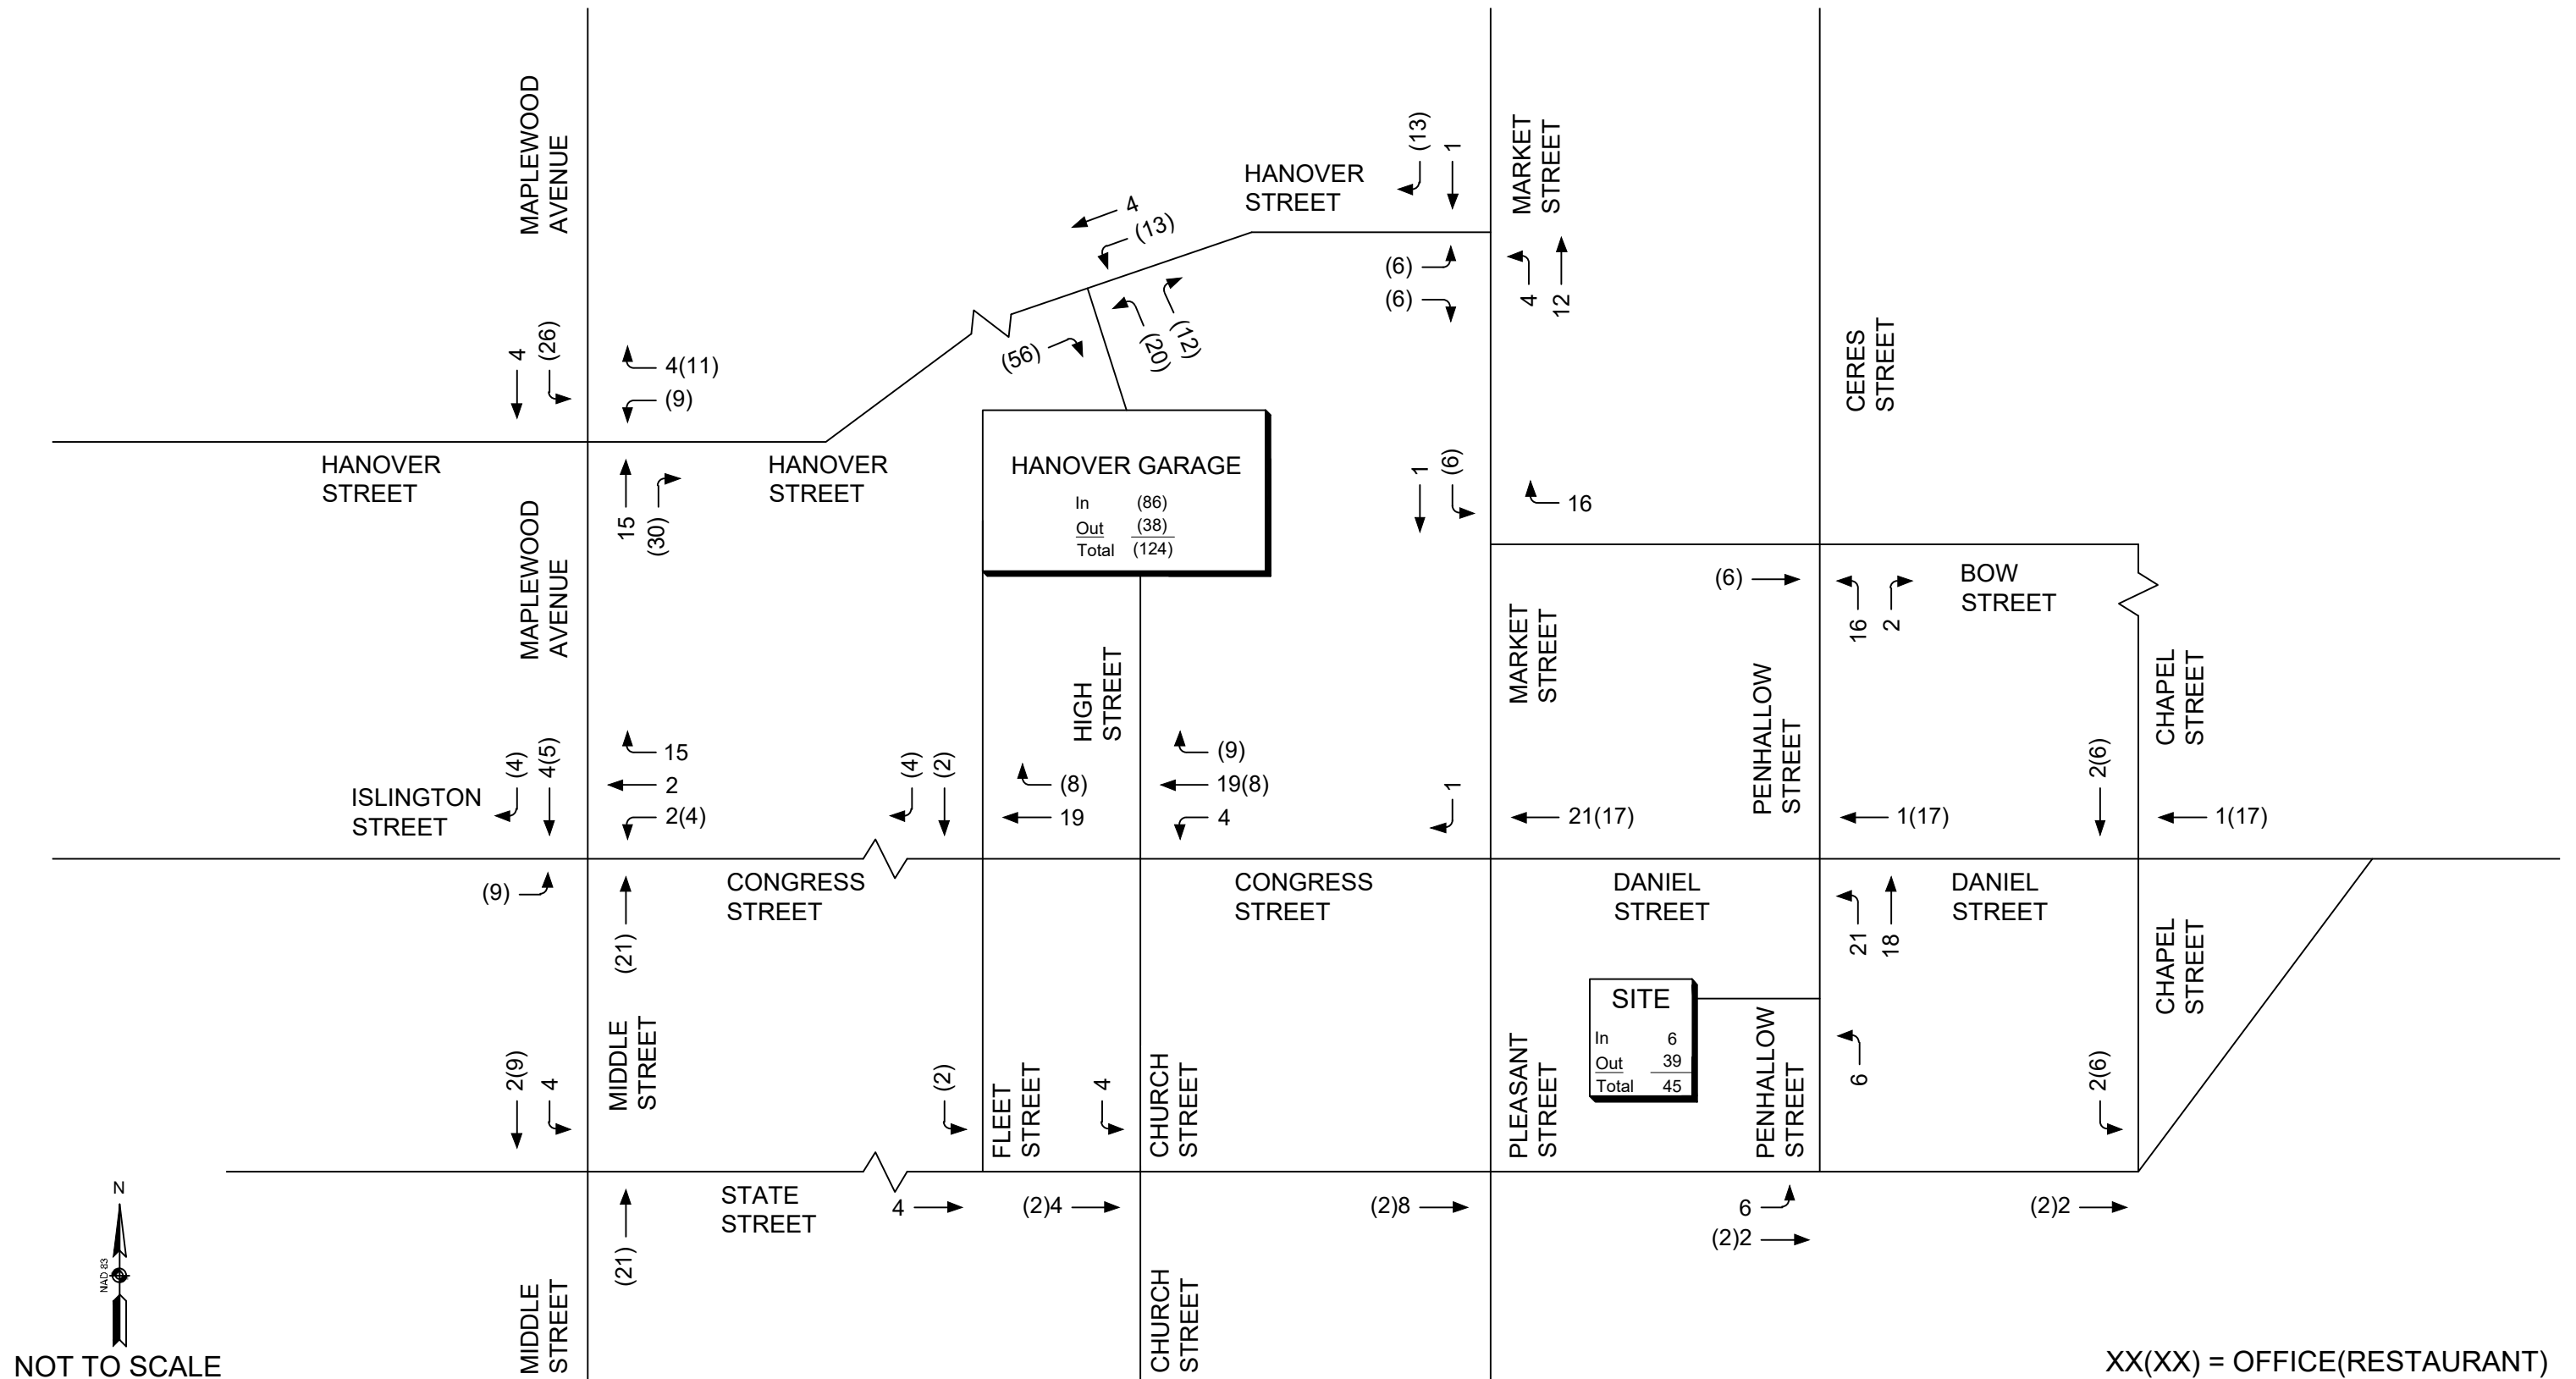 MAPLEWOOD
AVENUE
HANOVER
STREET
(13)
1
MARKET
STREET
4
(13)
(6)
(6)
4
12
(56)
(20)
(12)
4
(26)
4(11)
(9)
CERES
STREET
HANOVER
STREET
HANOVER
STREET
15
(30)
HANOVER GARAGE
In (86)
Out (38)
Total (124)
1
(6)
16
MAPLEWOOD
AVENUE
(6)
16
2
BOW
STREET
HIGH
STREET
MARKET
STREET
PENHALLOW
STREET
CHAPEL
STREET
ISLINGTON
STREET
(4)
4(5)
15
2
2(4)
(4)
(2)
(8)
19
(9)
19(8)
4
1
21(17)
1(17)
2(6)
1(17)
(9)
(21)
CONGRESS
STREET
CONGRESS
STREET
DANIEL
STREET
21
18
DANIEL
STREET
CHAPEL
STREET
SITE
In 6
Out 39
Total 45
2(9)
4
MIDDLE
STREET
(2)
FLEET
STREET
4
CHURCH
STREET
PLEASANT
STREET
PENHALLOW
STREET
6
2(6)
N
NAD 83
NOT TO SCALE
(21)
STATE
STREET
4
(2)4
(2)8
6
(2)2
(2)2
MIDDLE
STREET
CHURCH
STREET
XX(XX) = OFFICE(RESTAURANT)